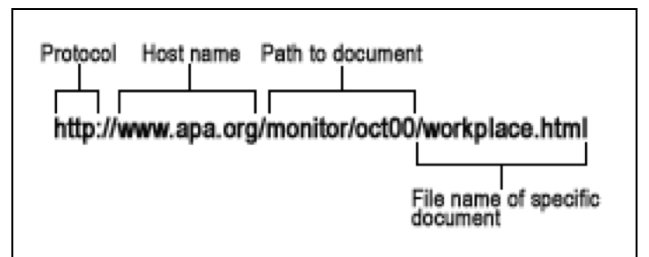 Protocol Host name Path to document
http://www.apa.org/monitor/oct00/workplace.html
File name of specific
document